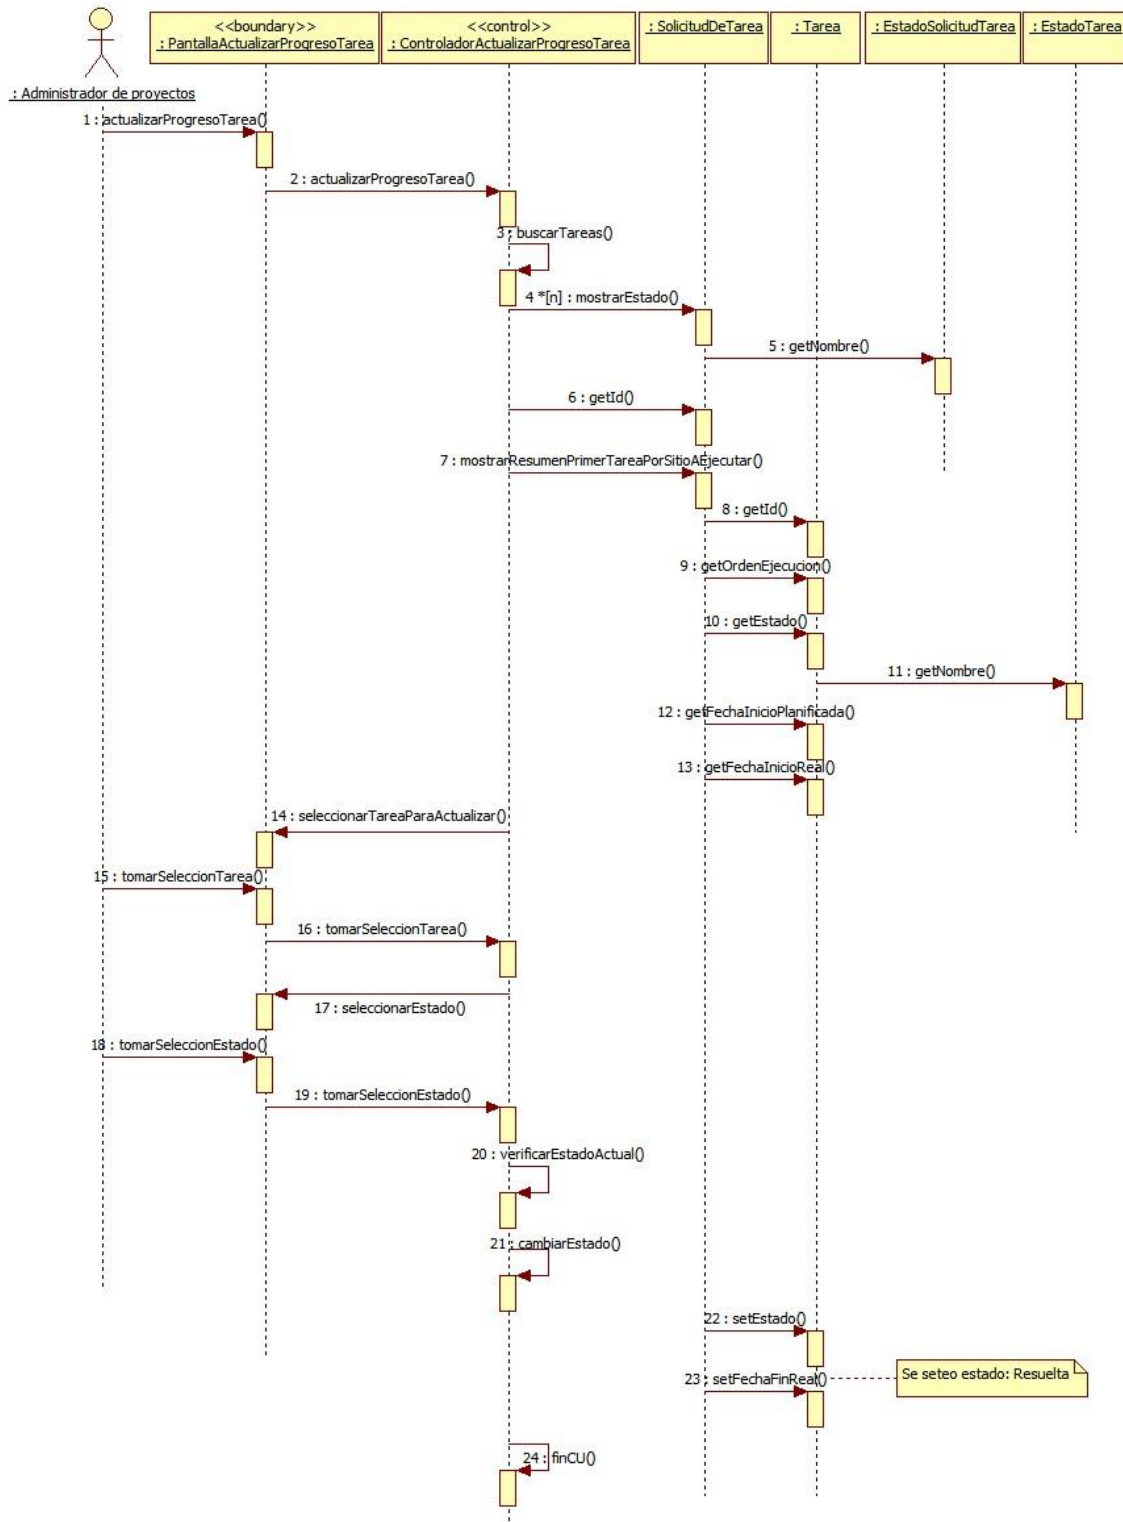 <<boundary>>
: PantallaActualizarProgresoTarea
<<control>>
: ControladorActualizarProgresoTarea
: SolicitudDeTarea
: Tarea
: EstadoSolicitudTarea
: EstadoTarea
: Administrador de proyectos
1 : actualizarProgresoTarea()
2 : actualizarProgresoTarea()
3 : buscarTareas()
4 *[n] : mostrarEstado()
5 : getNombre()
6 : getId()
7 : mostrarResumenPrimerTareaPorSitioAEjecutar()
8 : getId()
9 : getOrdenEjecucion()
10 : getEstado()
11 : getNombre()
12 : getFechaInicioPlanificada()
13 : getFechaInicioReal()
14 : seleccionarTareaParaActualizar()
15 : tomarSeleccionTarea()
16 : tomarSeleccionTarea()
17 : seleccionarEstado()
18 : tomarSeleccionEstado()
19 : tomarSeleccionEstado()
20 : verificarEstadoActual()
21 : cambiarEstado()
22 : setEstado()
23 : setFechaFinReal()
Se seteo estado: Resuelta
24 : finCU()